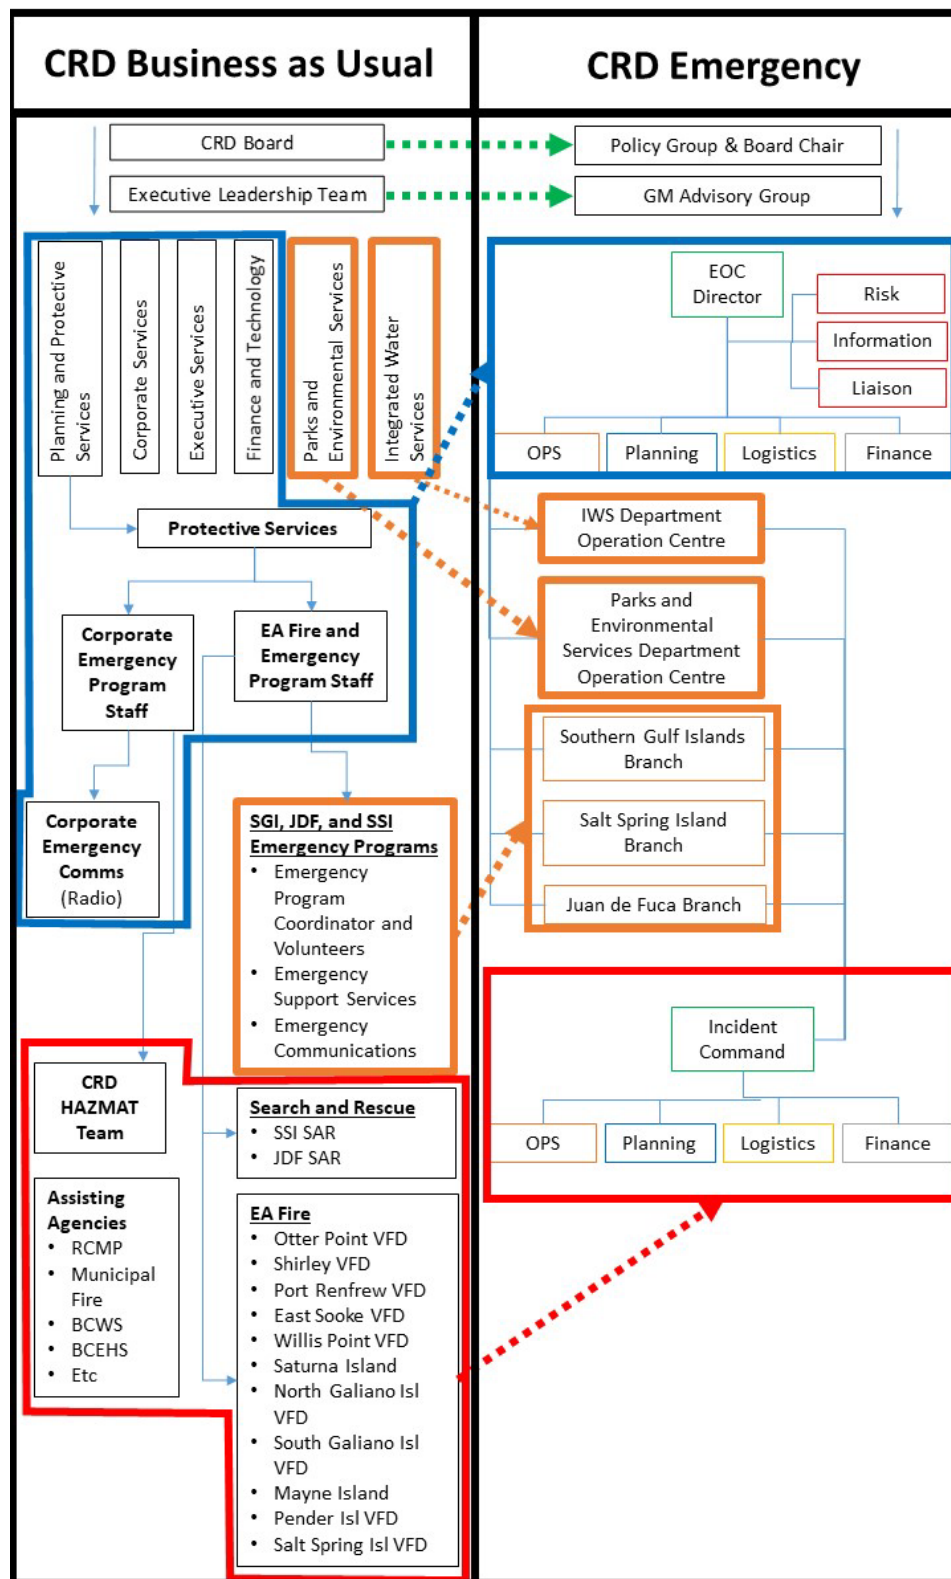 CRD Business as Usual
CRD Emergency
CRD Board
Executive Leadership Team
Policy Group & Board Chair
GM Advisory Group
Planning and Protective
Services
Corporate Services
Executive Services
Finance and Technology
Parks and
Environmental Services
Integrated Water
Services
EOC
Director
Risk
Information
Liaison
OPS
Planning
Logistics
Finance
Protective Services
Corporate
Emergency
Program
Staff
EA Fire and
Emergency
Program Staff
Corporate
Emergency
Comms
(Radio)
SGI, JDF, and SSI
Emergency Programs
• Emergency
Program
Coordinator and
Volunteers
• Emergency
Support Services
• Emergency
Communications
IWS Department
Operation Centre
Parks and
Environmental
Services Department
Operation Centre
Southern Gulf Islands
Branch
Salt Spring Island
Branch
Juan de Fuca Branch
CRD
HAZMAT
Team
Assisting
Agencies
• RCMP
• Municipal
Fire
• BCWS
• BCEHS
• Etc
Search and Rescue
• SSI SAR
• JDF SAR
EA Fire
• Otter Point VFD
• Shirley VFD
• Port Renfrew VFD
• East Sooke VFD
• Willis Point VFD
• Saturna Island
• North Galiano Isl
VFD
• South Galiano Isl
VFD
• Mayne Island
• Pender Isl VFD
• Salt Spring Isl VFD
Incident
Command
OPS
Planning
Logistics
Finance